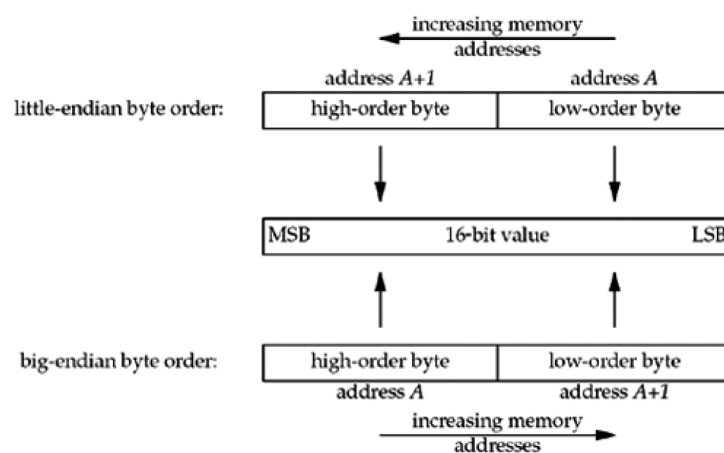 increasing memory
addresses
address A+1 address A
little-endian byte order: high-order byte low-order byte
MSB 16-bit value LSB
big-endian byte order: high-order byte low-order byte
address A address A+1
increasing memory
addresses